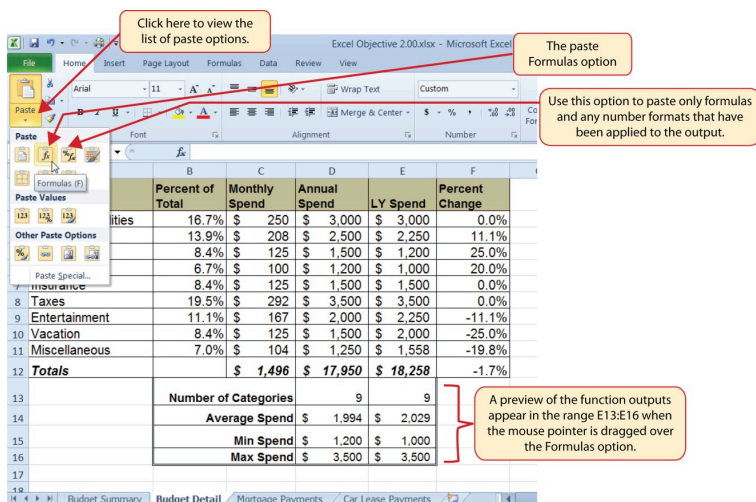 Click here to view the
list of paste options.
Excel Objective 2.00.xlsx - Microsoft Excel
The paste
Formulas option
File Home Insert Page Layout Formulas Data Review View
Arial 11 A A Wrap Text Custom
Paste B I U A Merge & Center $ % ,
Use this option to paste only formulas
and any number formats that have
been applied to the output.
Font Alignment Number
Paste
fx
Formulas (F)
Paste Values
123 123 123
Other Paste Options
Paste Special...
B C D E F
Percent of Monthly Annual Percent
Total Spend Spend LY Spend Change
ities 16.7% $ 250 $ 3,000 $ 3,000 0.0%
13.9% $ 208 $ 2,500 $ 2,250 11.1%
8.4% $ 125 $ 1,500 $ 1,200 25.0%
6.7% $ 100 $ 1,200 $ 1,000 20.0%
7 Insurance 8.4% $ 125 $ 1,500 $ 1,500 0.0%
8 Taxes 19.5% $ 292 $ 3,500 $ 3,500 0.0%
9 Entertainment 11.1% $ 167 $ 2,000 $ 2,250 -11.1%
10 Vacation 8.4% $ 125 $ 1,500 $ 2,000 -25.0%
11 Miscellaneous 7.0% $ 104 $ 1,250 $ 1,558 -19.8%
12 Totals $ 1,496 $ 17,950 $ 18,258 -1.7%
13 Number of Categories 9 9
14 Average Spend $ 1,994 $ 2,029
15 Min Spend $ 1,200 $ 1,000
16 Max Spend $ 3,500 $ 3,500
17
18
A preview of the function outputs
appear in the range E13:E16 when
the mouse pointer is dragged over
the Formulas option.
Budget Summary Budget Detail Mortgage Payments Car Lease Payments